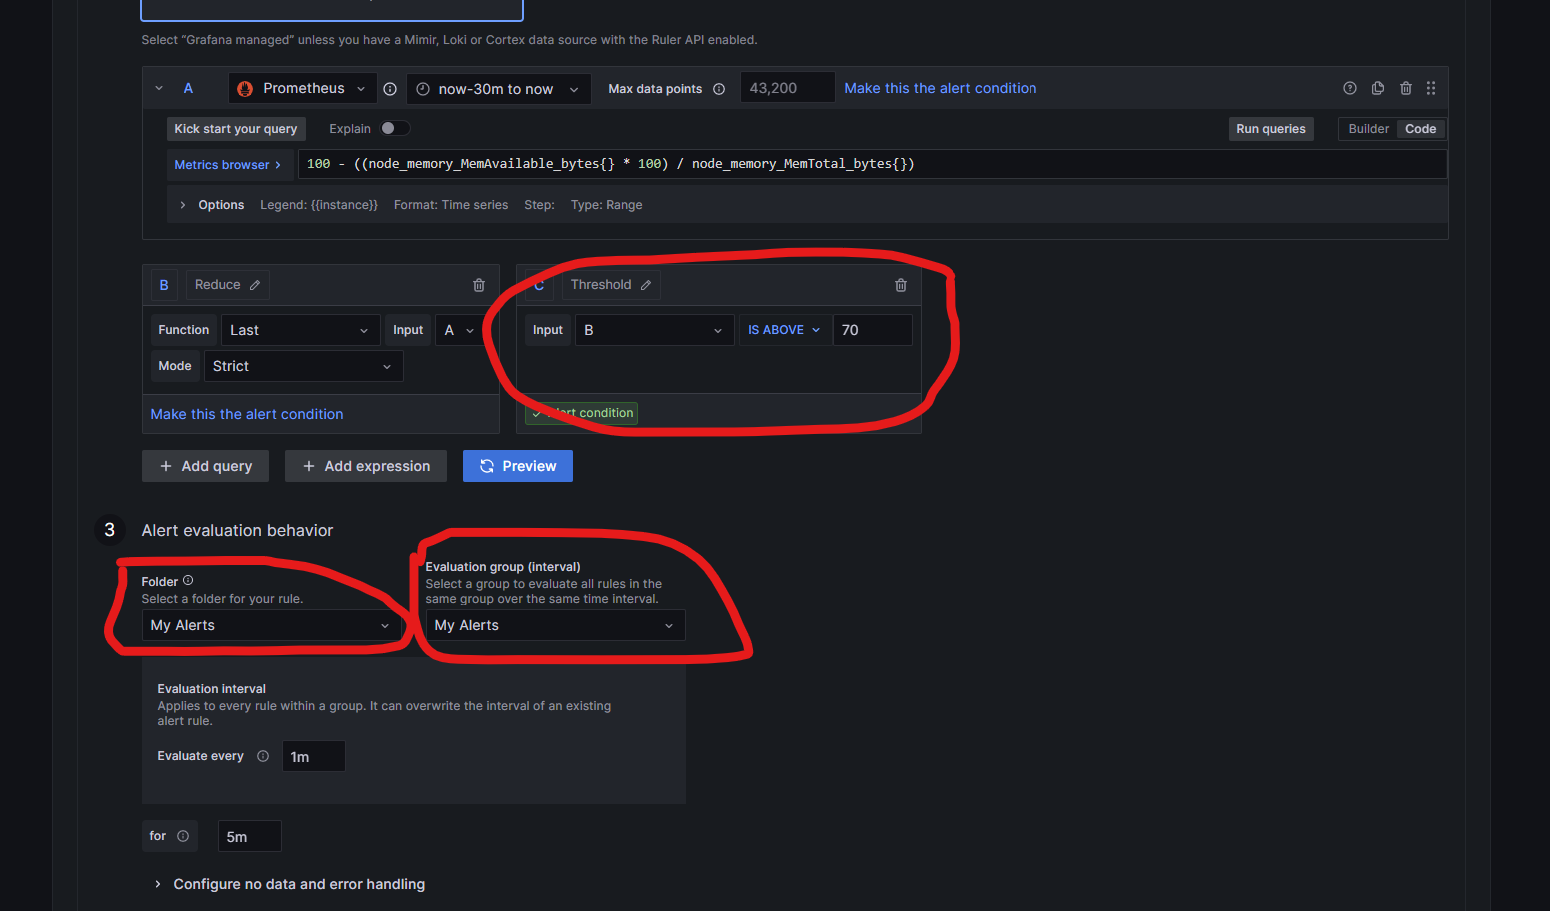 Select “Grafana managed” unless you have a Mimir, Loki or Cortex data source with the Ruler API enabled.
A Prometheus now-30m to now Max data points 43,200 Make this the alert condition
Kick start your query Explain Run queries Builder Code
Metrics browser > 100 - ((node_memory_MemAvailable_bytes{} * 100) / node_memory_MemTotal_bytes{})
Options Legend: {{instance}} Format: Time series Step: Type: Range
B Reduce
Function Last Input A
Mode Strict
Make this the alert condition
C Threshold
Input B IS ABOVE 70
Alert condition
+ Add query + Add expression Preview
3 Alert evaluation behavior
Folder
Select a folder for your rule.
My Alerts
Evaluation group (interval)
Select a group to evaluate all rules in the
same group over the same time interval.
My Alerts
Evaluation interval
Applies to every rule within a group. It can overwrite the interval of an existing
alert rule.
Evaluate every 1m
for 5m
Configure no data and error handling